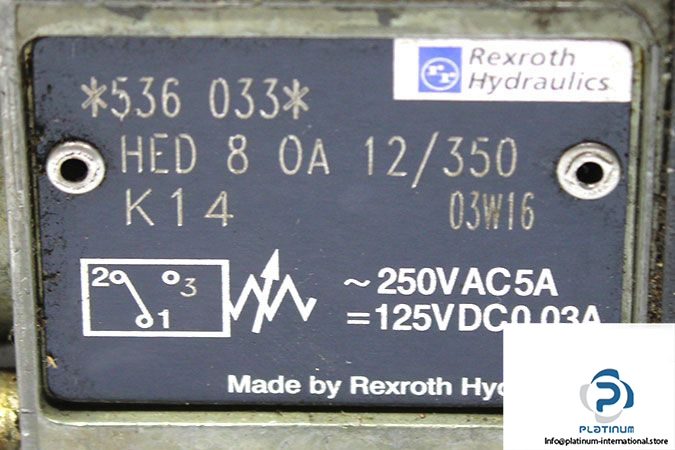 Rexroth
Hydraulics
*536 033*
HED 8 OA 12/350
K14
03W16
2 3
1
~250VAC5A
=125VDC0,03A
Made by Rexroth
PLATINUM
Info@platinum-international.store